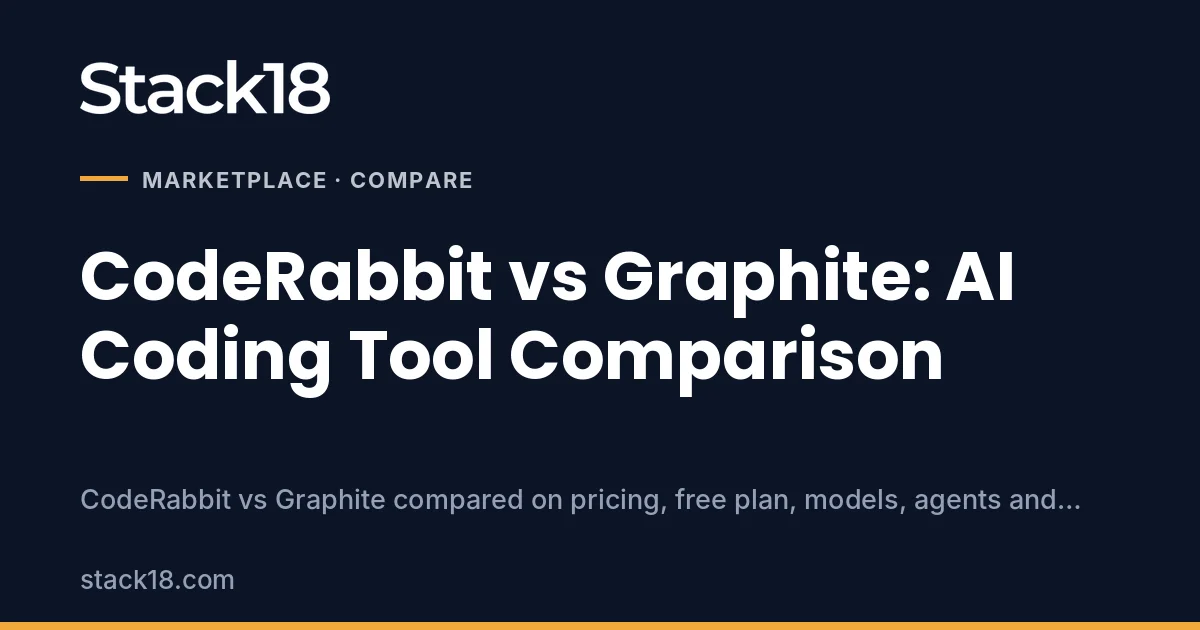 Stack18
MARKETPLACE · COMPARE
CodeRabbit vs Graphite: AI
Coding Tool Comparison
CodeRabbit vs Graphite compared on pricing, free plan, models, agents and...
stack18.com